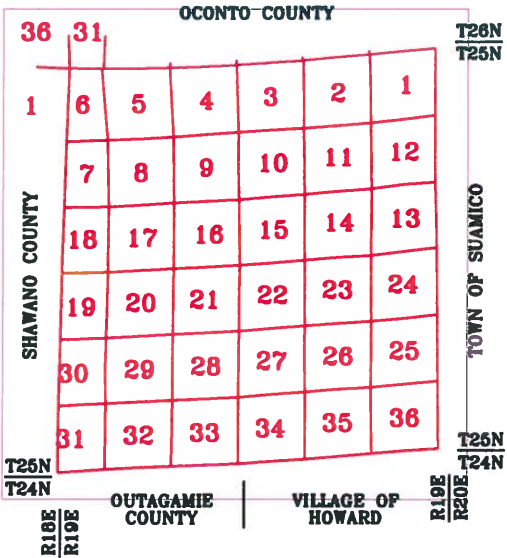 OCONTO COUNTY
36 31
T26N
T25N
1 6 5 4 3 2 1
7 8 9 10 11 12
18 17 16 15 14 13
19 20 21 22 23 24
30 29 28 27 26 25
31 32 33 34 35 36
SHAWANO COUNTY
TOWN OF SUAMICO
T25N
T24N
T25N
T24N
OUTAGAMIE
COUNTY
VILLAGE OF
HOWARD
R18E
R19E
R19E
R20E